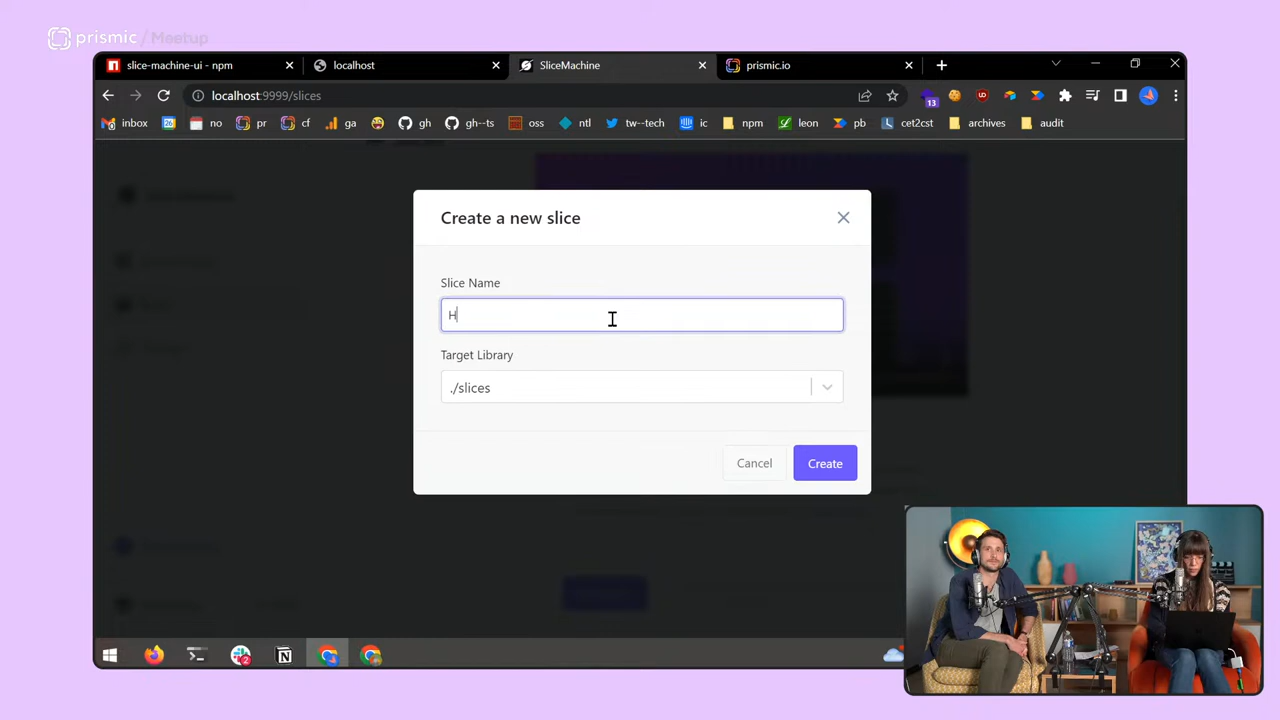 prismic / Meetup
slice-machine-ui - npm
localhost
SliceMachine
prismic.io
localhost:9999/slices
13
inbox
no
pr
cf
ga
gh
gh--ts
oss
ntl
tw--tech
ic
npm
leon
pb
cet2cst
archives
audit
Create a new slice
Slice Name
H
Target Library
./slices
Cancel
Create